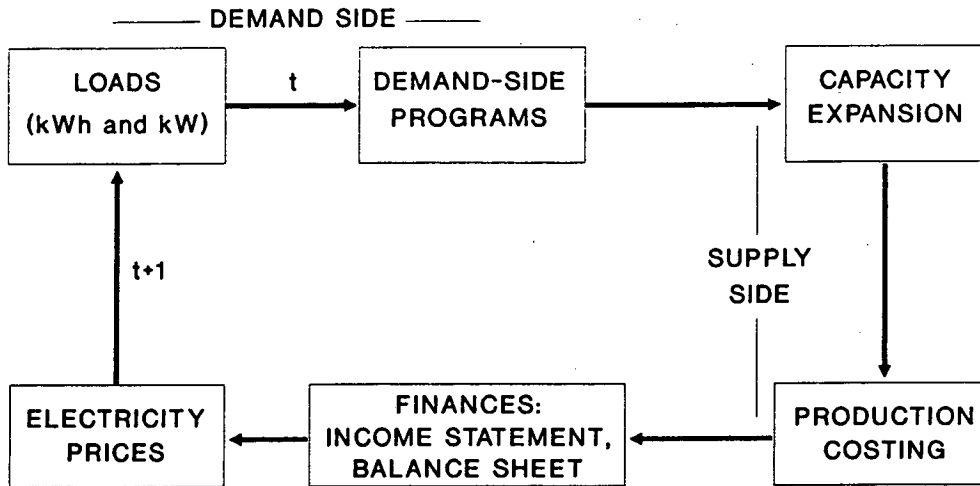 DEMAND SIDE
LOADS
(kWh and kW)
t
DEMAND-SIDE
PROGRAMS
CAPACITY
EXPANSION
t+1
SUPPLY
SIDE
ELECTRICITY
PRICES
FINANCES:
INCOME STATEMENT,
BALANCE SHEET
PRODUCTION
COSTING